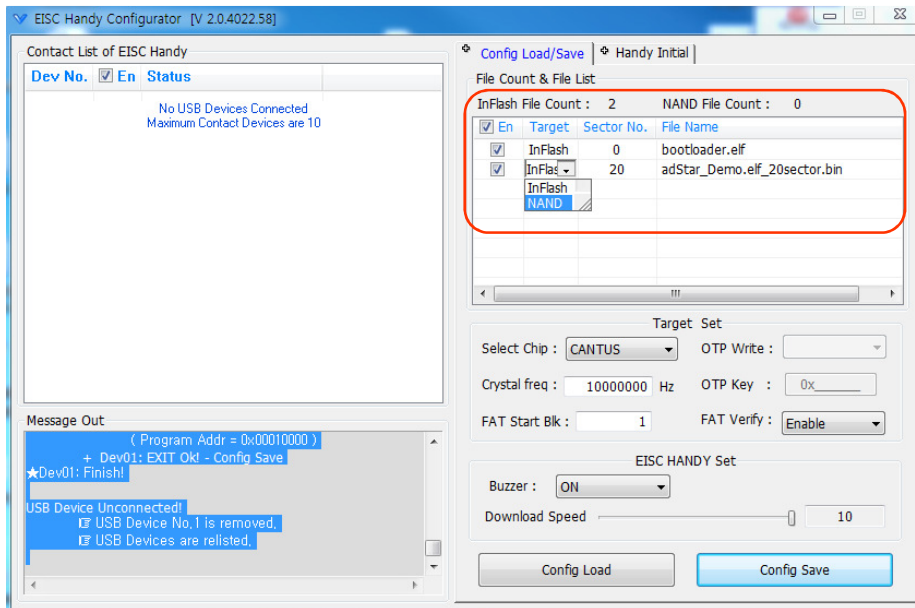 EISC Handy Configurator [V 2.0.4022.58]
Contact List of EISC Handy
Dev No. En Status
No USB Devices Connected
Maximum Contact Devices are 10
Message Out
( Program Addr = 0x00010000 )
+ Dev01: EXIT Ok! - Config Save
★Dev01: Finish!
USB Device Unconnected!
☞ USB Device No.1 is removed.
☞ USB Devices are relisted.
Config Load/Save Handy Initial
File Count & File List
InFlash File Count : 2 NAND File Count : 0
En Target Sector No. File Name
InFlash 0 bootloader.elf
InFlas 20 adStar_Demo.elf_20sector.bin
InFlash
NAND
Target Set
Select Chip : CANTUS OTP Write :
Crystal freq : 10000000 Hz OTP Key : 0x______
FAT Start Blk : 1 FAT Verify : Enable
EISC HANDY Set
Buzzer : ON
Download Speed 10
Config Load Config Save